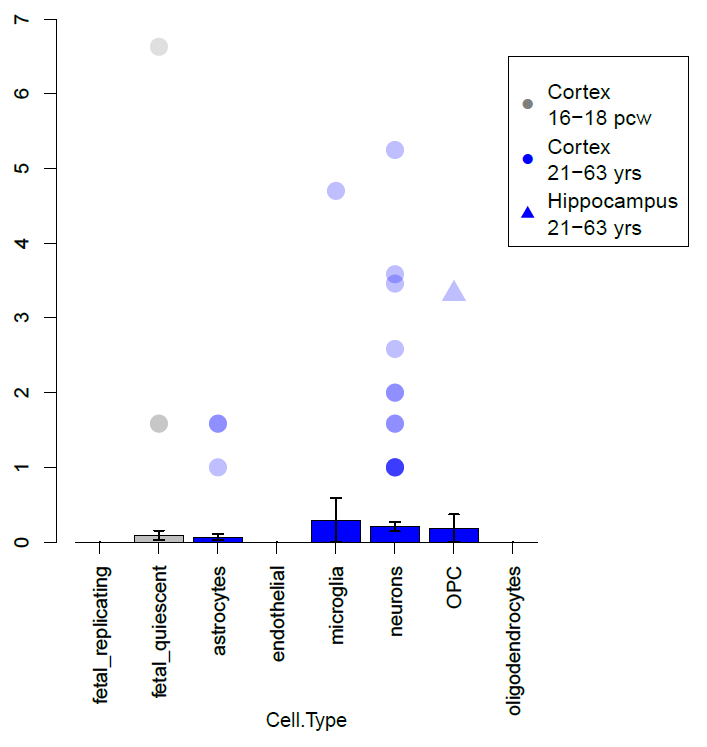 7
6
5
4
3
2
1
0
Cortex
16−18 pcw
Cortex
21−63 yrs
Hippocampus
21−63 yrs
fetal_replicating
fetal_quiescent
astrocytes
endothelial
microglia
neurons
OPC
oligodendrocytes
Cell.Type